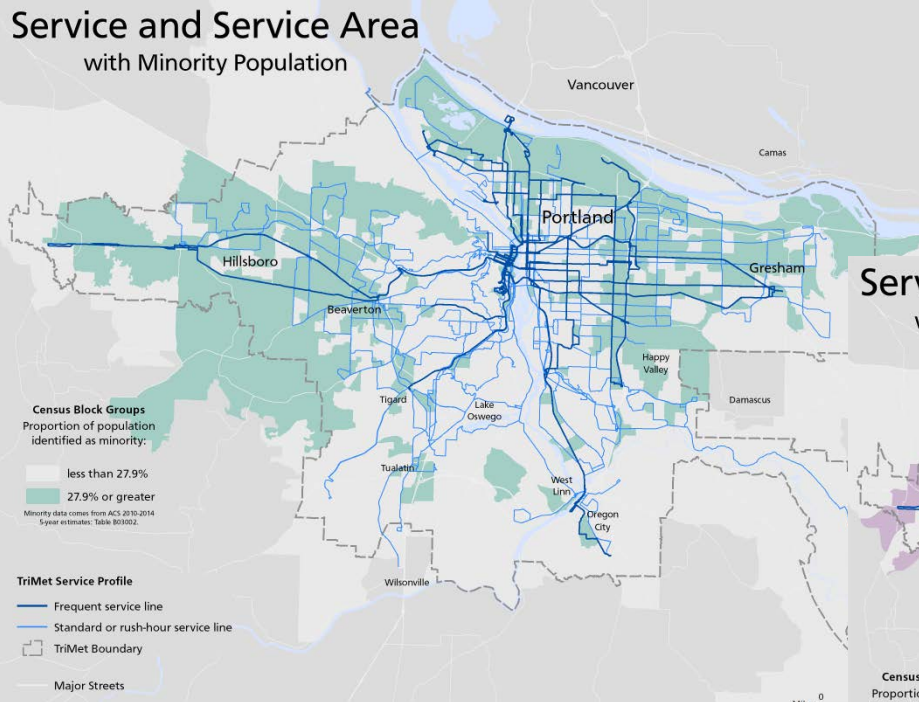 Service and Service Area
with Minority Population
Vancouver
Camas
Portland
Hillsboro
Gresham
Beaverton
Happy
Valley
Tigard
Lake
Oswego
Damascus
Tualatin
West
Linn
Oregon
City
Wilsonville
Census Block Groups
Proportion of population
identified as minority:
less than 27.9%
27.9% or greater
Minority data comes from ACS 2010-2014
5-year estimates: Table B03002.
TriMet Service Profile
Frequent service line
Standard or rush-hour service line
TriMet Boundary
Major Streets
Serv
Census
Proportio
0